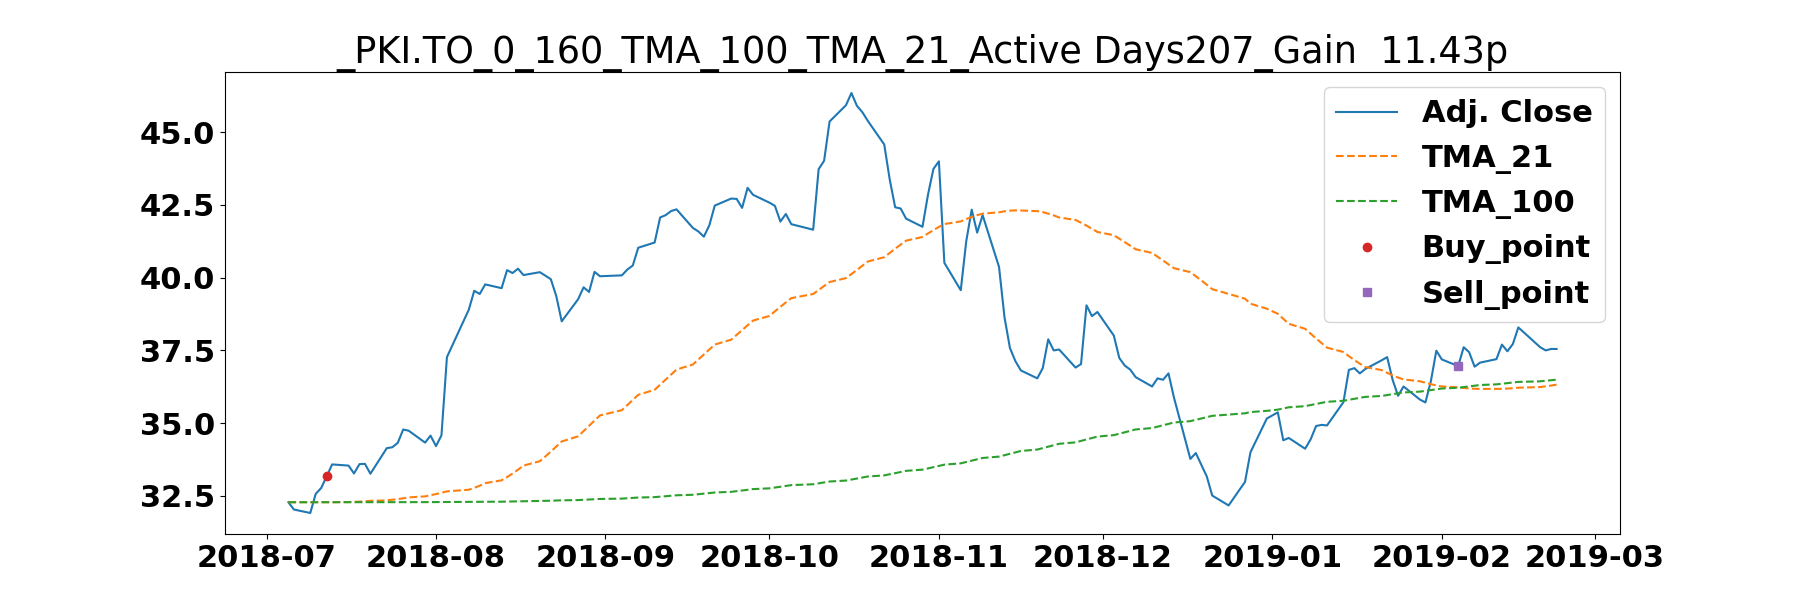 _PKI.TO_0_160_TMA_100_TMA_21_Active Days207_Gain  11.43p
45.0
42.5
40.0
37.5
35.0
32.5
Adj. Close
TMA_21
TMA_100
Buy_point
Sell_point
2018-07 2018-08 2018-09 2018-10 2018-11 2018-12 2019-01 2019-02 2019-03